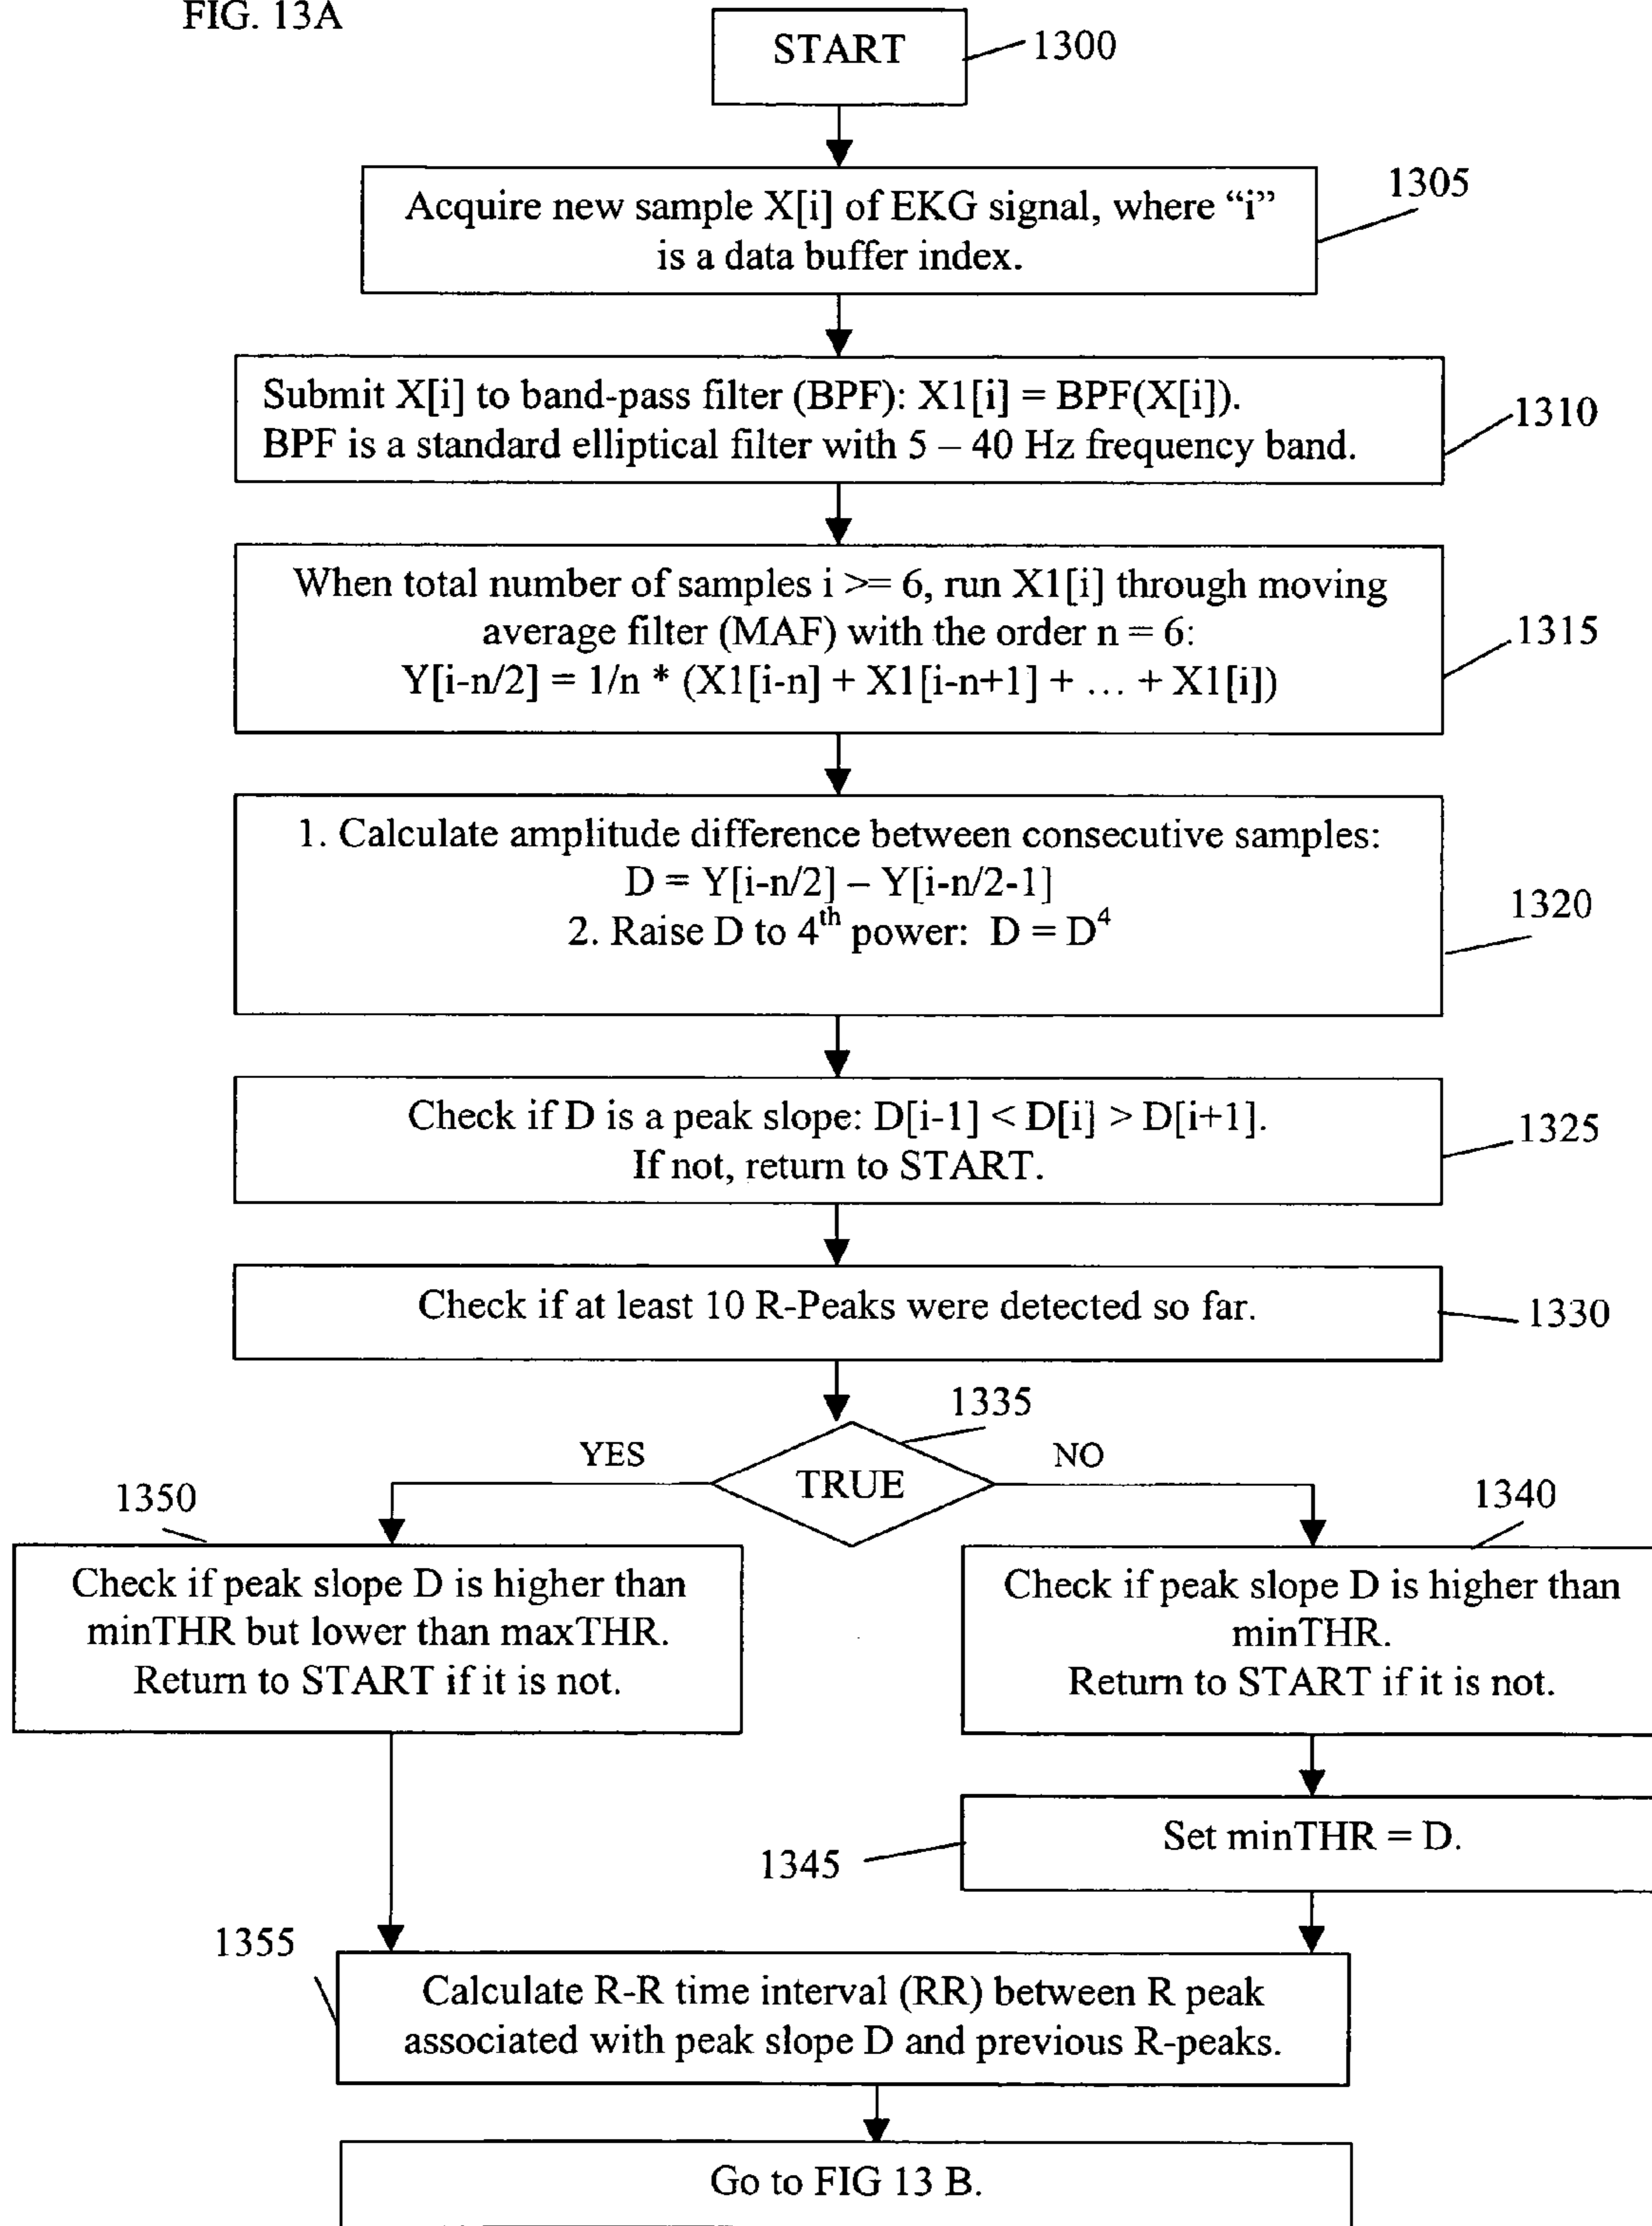 FIG. 13A
START
1300
Acquire new sample X[i] of EKG signal, where “i”
is a data buffer index.
1305
Submit X[i] to band-pass filter (BPF): X1[i] = BPF(X[i]).
BPF is a standard elliptical filter with 5 – 40 Hz frequency band.
1310
When total number of samples i >= 6, run X1[i] through moving
average filter (MAF) with the order n = 6:
Y[i-n/2] = 1/n * (X1[i-n] + X1[i-n+1] + … + X1[i])
1315
1. Calculate amplitude difference between consecutive samples:
D = Y[i-n/2] – Y[i-n/2-1]
2. Raise D to 4th power: D = D⁴
1320
Check if D is a peak slope: D[i-1] < D[i] > D[i+1].
If not, return to START.
1325
Check if at least 10 R-Peaks were detected so far.
1330
1335
YES
TRUE
NO
1350
Check if peak slope D is higher than
minTHR but lower than maxTHR.
Return to START if it is not.
1340
Check if peak slope D is higher than
minTHR.
Return to START if it is not.
Set minTHR = D.
1345
1355
Calculate R-R time interval (RR) between R peak
associated with peak slope D and previous R-peaks.
Go to FIG 13 B.